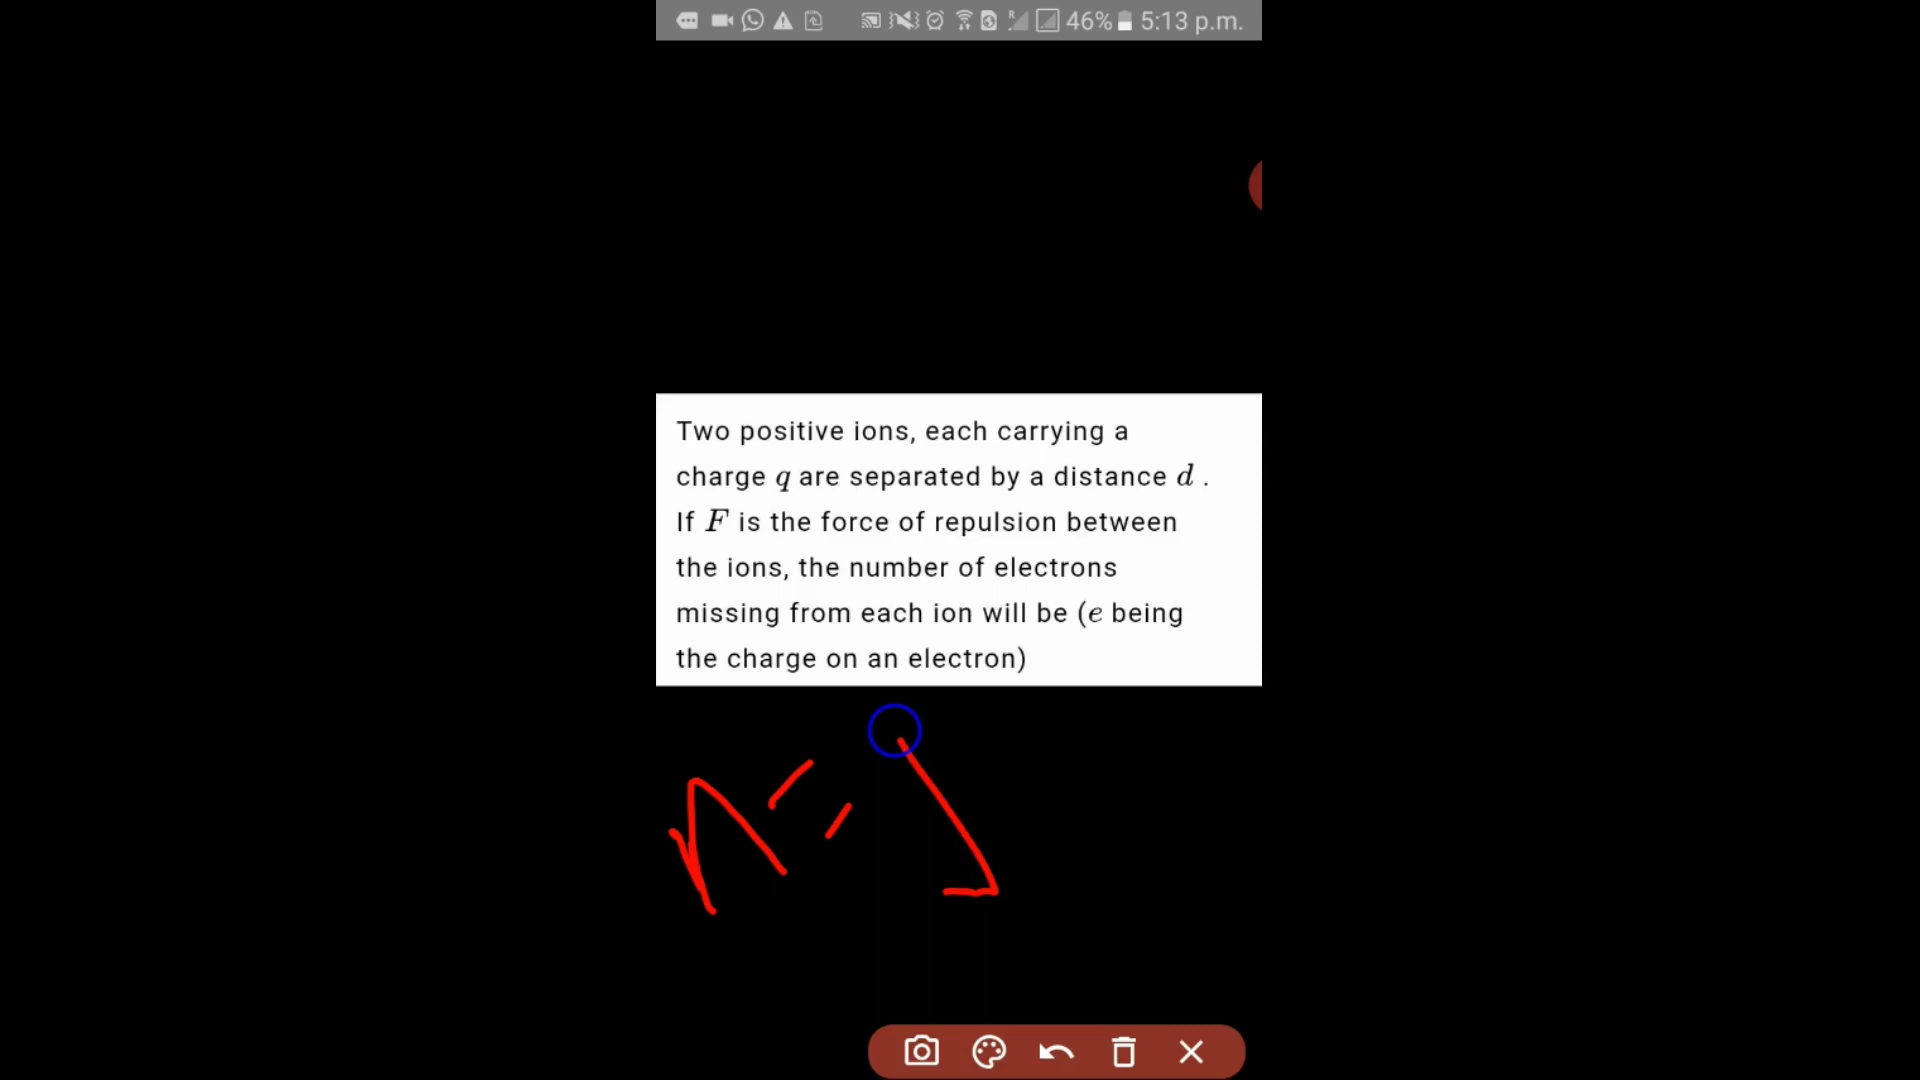 46% 5:13 p.m.
Two positive ions, each carrying a
charge q are separated by a distance d .
If F is the force of repulsion between
the ions, the number of electrons
missing from each ion will be (e being
the charge on an electron)
n =